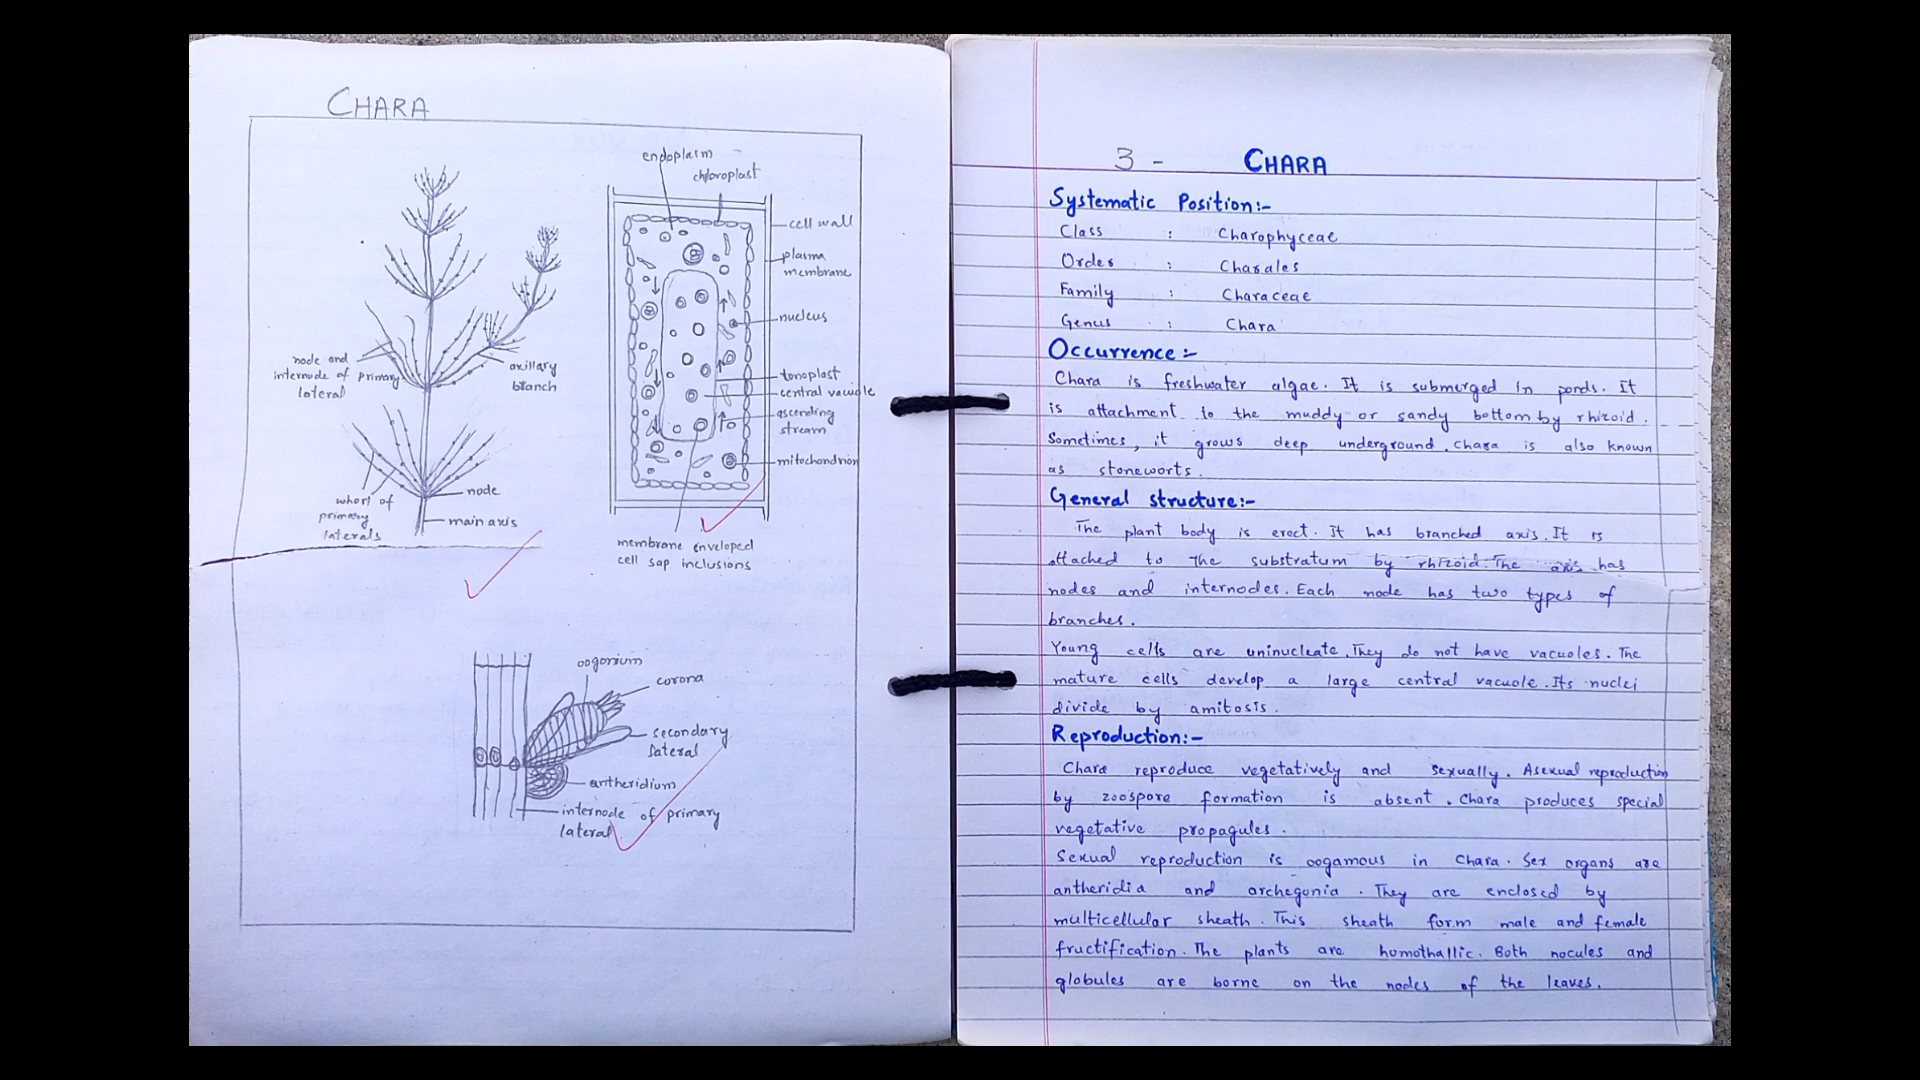 CHARA
endoplasm
chloroplast
cell wall
plasma
membrane
nucleus
tonoplast
central vacuole
ascending
stream
mitochondrion
membrane enveloped
cell sap inclusions
node and
internode of primary
lateral
axillary
branch
whorl of
primary
laterals
node
main axis
oogonium
corona
secondary
lateral
antheridium
internode of primary
lateral
3 - CHARA
Systematic Position:-
Class : Charophyceae
Order : Charales
Family : Characeae
Genus : Chara
Occurrence:-
Chara is freshwater algae. It is submerged in ponds. It
is attachment to the muddy or sandy bottom by rhizoid.
Sometimes, it grows deep underground. Chara is also known
as stoneworts.
General structure:-
The plant body is erect. It has branched axis. It is
attached to the substratum by rhizoid. The axis has
nodes and internodes. Each node has two types of
branches.
Young cells are uninucleate. They do not have vacuoles. The
mature cells develop a large central vacuole. Its nuclei
divide by amitosis.
Reproduction:-
Chara reproduce vegetatively and sexually. Asexual reproduction
by zoospore formation is absent. Chara produces special
vegetative propagules.
Sexual reproduction is oogamous in Chara. Sex organs are
antheridia and archegonia. They are enclosed by
multicellular sheath. This sheath form male and female
fructification. The plants are homothallic. Both nocules and
globules are borne on the nodes of the leaves.